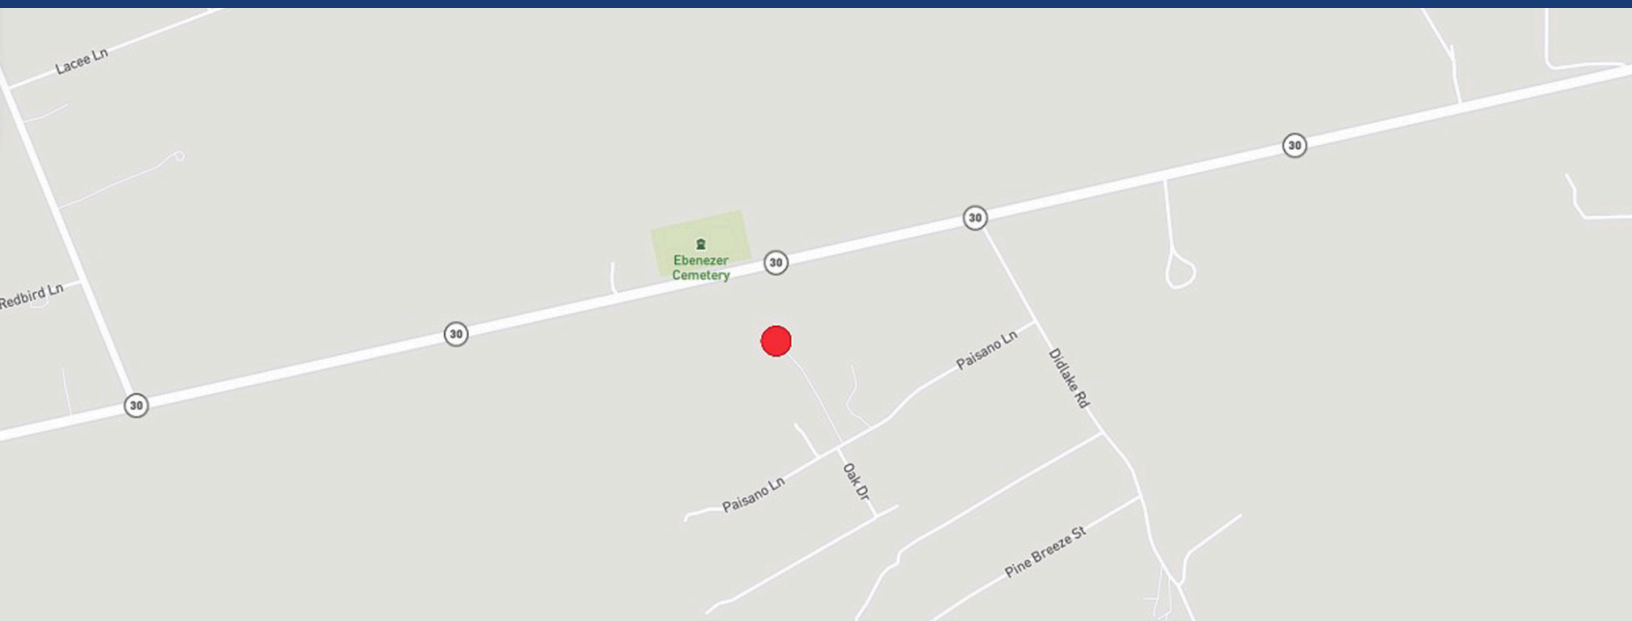 Lacee Ln
30
30
Ebenezer
Cemetery
30
Redbird Ln
30
Paisano Ln
Didlake Rd
30
Oak Dr
Paisano Ln
Pine Breeze St